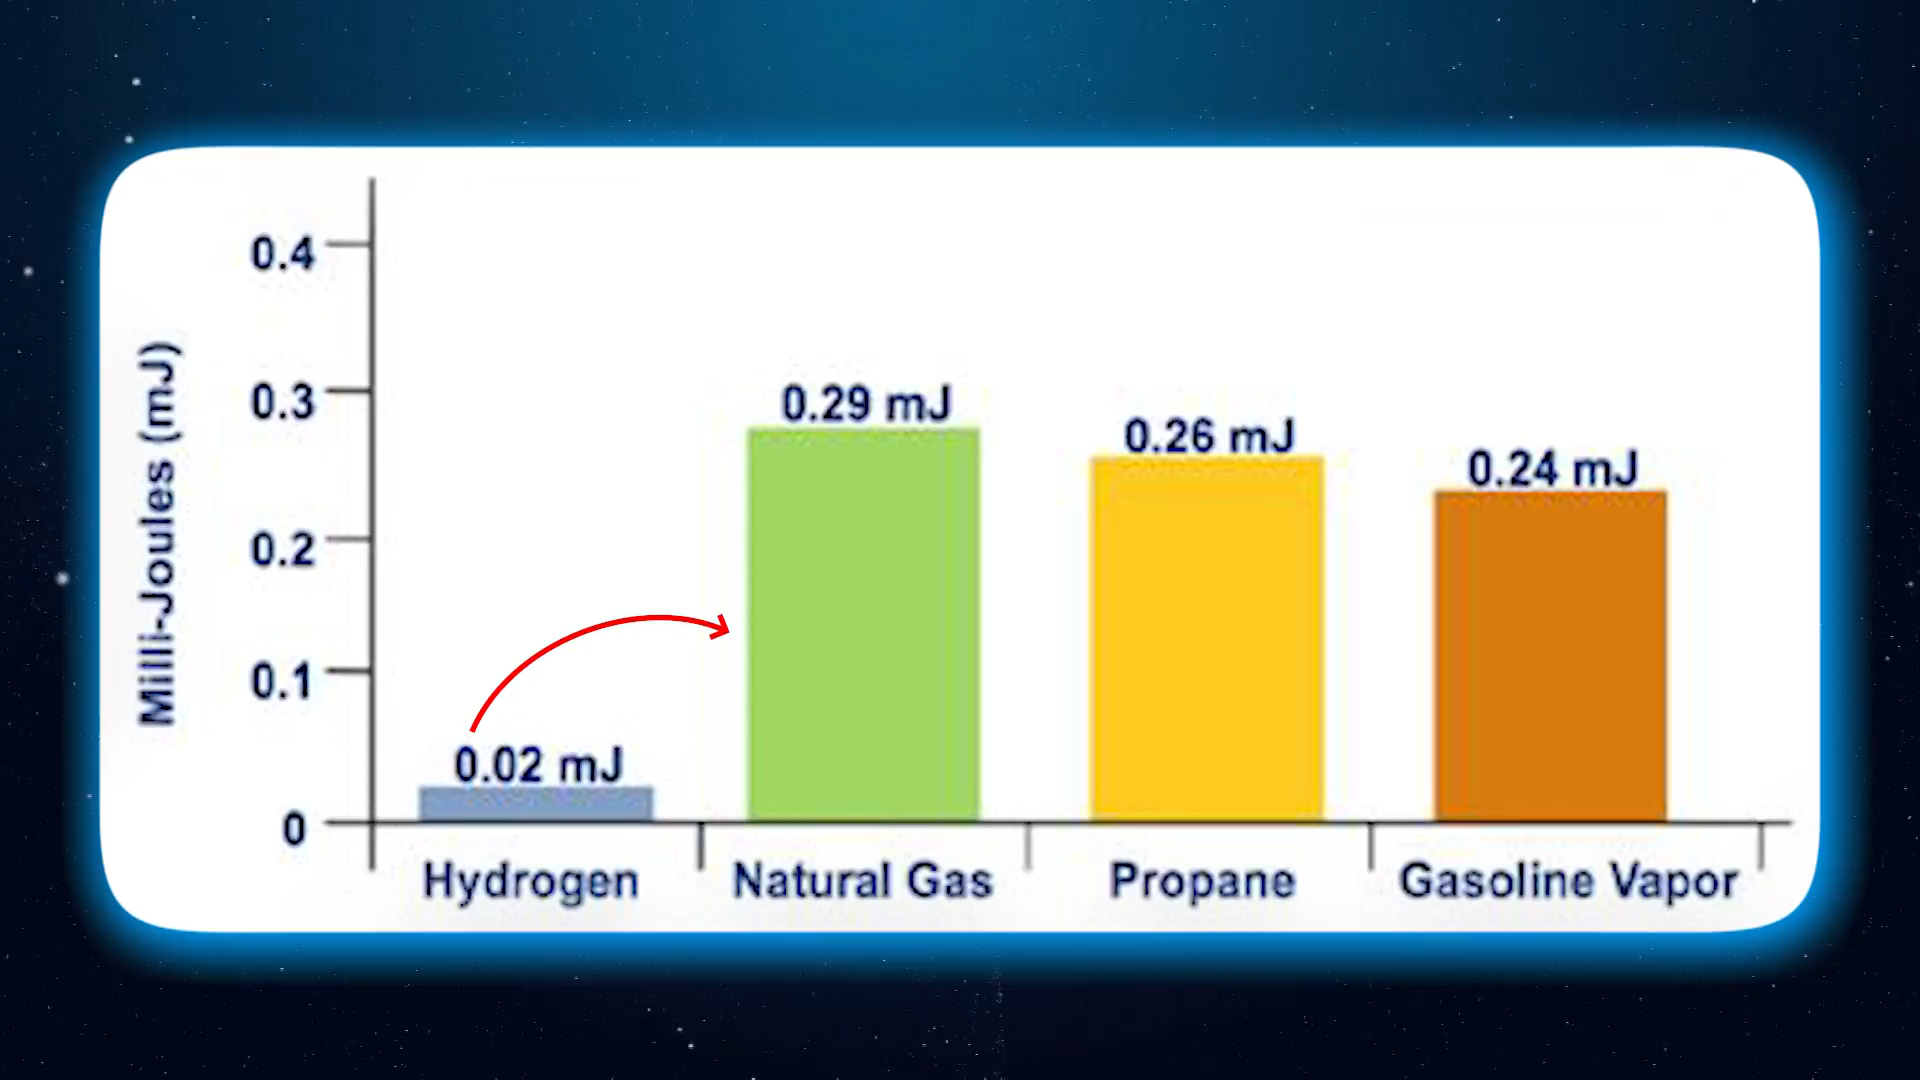 Milli-Joules (mJ)
0.4
0.3
0.2
0.1
0
0.02 mJ
0.29 mJ
0.26 mJ
0.24 mJ
Hydrogen
Natural Gas
Propane
Gasoline Vapor